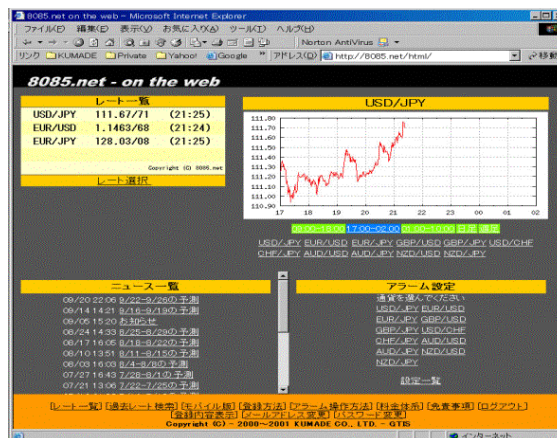 8085.net on the web - Microsoft Internet Explorer
ファイル(F) 編集(E) 表示(V) お気に入り(A) ツール(T) ヘルプ(H)
Norton AntiVirus
リンク KUMADE Private Yahoo! Google アドレス(D) http://8085.net/html/ 移動
8085.net - on the web
レート一覧
USD/JPY 111.67/71 (21:25)
EUR/USD 1.1463/68 (21:24)
EUR/JPY 128.03/08 (21:25)
Copyright (C) 8085.net
レート選択
USD/JPY
111.80
111.70
111.60
111.50
111.40
111.30
111.20
111.10
111.00
110.90
17 18 19 20 21 22 23 00 01 02
09:00-18:00 17:00-02:00 01:00-10:00 日足 週足
USD/JPY EUR/USD EUR/JPY GBP/USD GBP/JPY USD/CHF
CHF/JPY AUD/USD AUD/JPY NZD/USD NZD/JPY
ニュース一覧
09/20 22:06 9/22-9/26の予測
09/14 14:21 9/16-9/19の予測
09/05 15:20 お知らせ
08/24 14:33 8/25-8/29の予測
08/17 16:05 8/18-8/22の予測
08/10 13:51 8/11-8/15の予測
08/03 16:03 8/4-8/8の予測
07/27 16:43 7/28-8/1の予測
07/21 13:06 7/22-7/25の予測
アラーム設定
通貨を選んでください
USD/JPY EUR/USD
EUR/JPY GBP/USD
GBP/JPY USD/CHF
CHF/JPY AUD/USD
AUD/JPY NZD/USD
NZD/JPY
設定一覧
[レート一覧] [過去レート検索] [モバイル版] [登録方法] [アラーム操作方法] [料金体系] [免責事項] [ログアウト]
[登録内容表示] [メールアドレス変更] [パスワード変更]
Copyright (C) - 2000~2001 KUMADE CO., LTD. - GTIS
インターネット